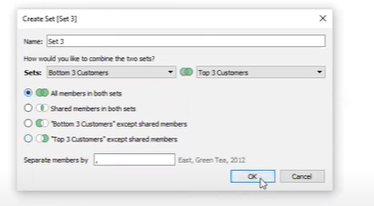 Create Set [Set 3]
Name: Set 3
How would you like to combine the two sets?
Sets: Bottom 3 Customers Top 3 Customers
All members in both sets
Shared members in both sets
"Bottom 3 Customers" except shared members
"Top 3 Customers" except shared members
Separate members by , East, Green Tea, 2012
OK Cancel